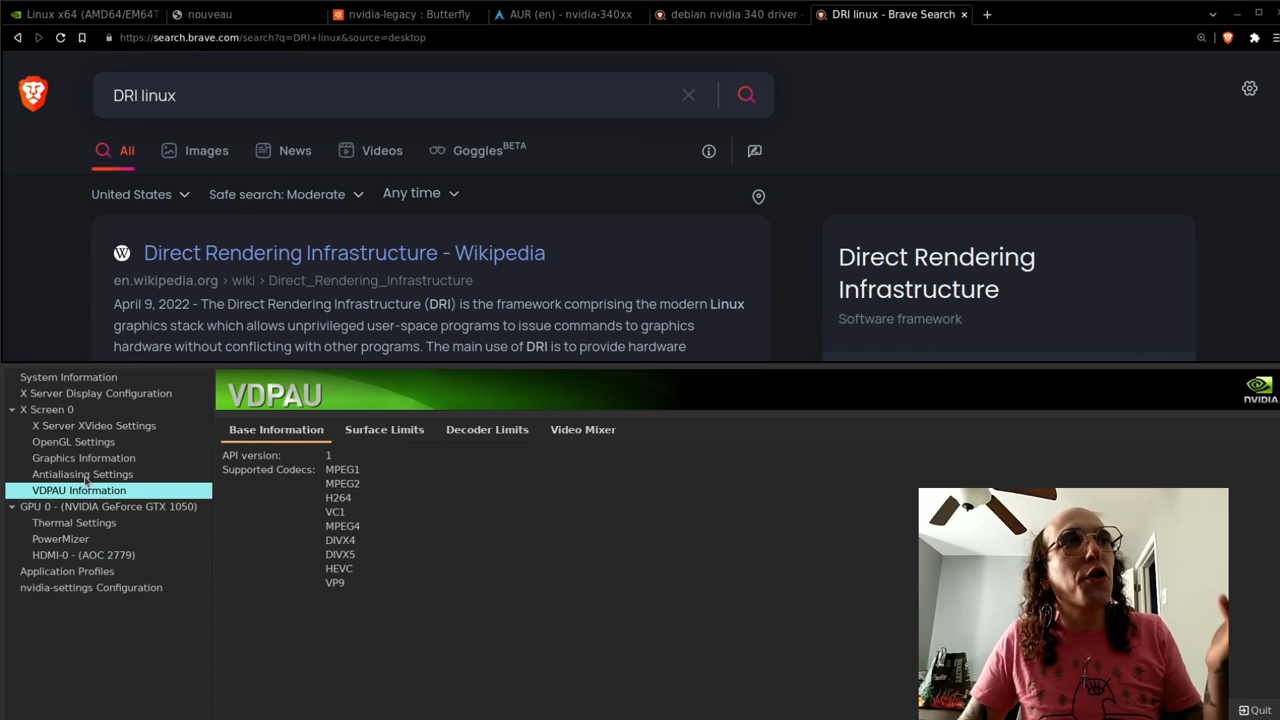 Linux x64 (AMD64/EM64T
nouveau
nvidia-legacy : Butterfly
AUR (en) - nvidia-340xx
debian nvidia 340 driver
DRI linux - Brave Search
https://search.brave.com/search?q=DRI+linux&source=desktop
DRI linux
All
Images
News
Videos
Goggles BETA
United States
Safe search: Moderate
Any time
Direct Rendering Infrastructure - Wikipedia
en.wikipedia.org › wiki › Direct_Rendering_Infrastructure
April 9, 2022 - The Direct Rendering Infrastructure (DRI) is the framework comprising the modern Linux
graphics stack which allows unprivileged user-space programs to issue commands to graphics
hardware without conflicting with other programs. The main use of DRI is to provide hardware
Direct Rendering
Infrastructure
Software framework
System Information
X Server Display Configuration
X Screen 0
X Server XVideo Settings
OpenGL Settings
Graphics Information
Antialiasing Settings
VDPAU Information
GPU 0 - (NVIDIA GeForce GTX 1050)
Thermal Settings
PowerMizer
HDMI-0 - (AOC 2779)
Application Profiles
nvidia-settings Configuration
VDPAU
NVIDIA
Base Information
Surface Limits
Decoder Limits
Video Mixer
API version: 1
Supported Codecs: MPEG1
MPEG2
H264
VC1
MPEG4
DIVX4
DIVX5
HEVC
VP9
Quit